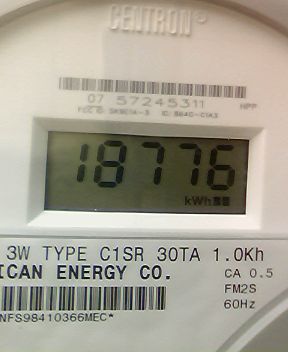 CENTRON
07 57245311 HPP
18776
kWh
3W TYPE C1SR 30TA 1.0Kh
ICAN ENERGY CO. CA 0.5
FM2S
NFS98410366MEC* 60Hz